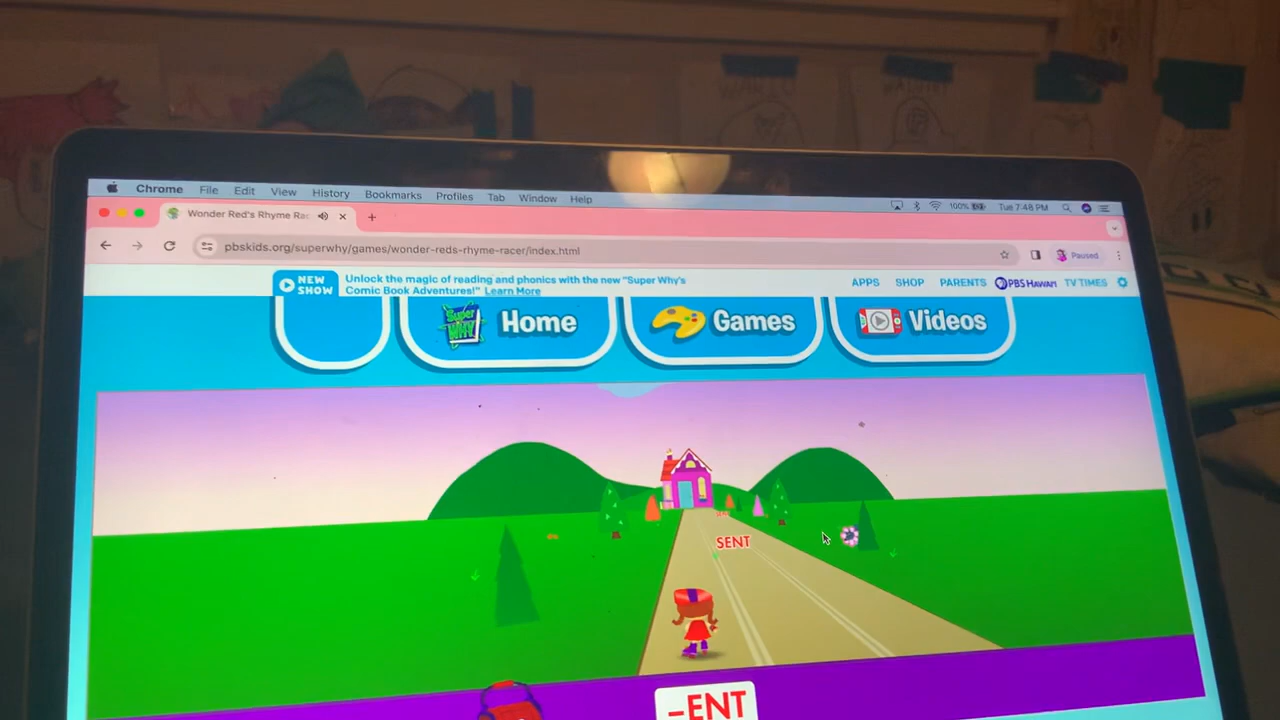 Chrome File Edit View History Bookmarks Profiles Tab Window Help
100% Tue 7:48 PM
Wonder Red's Rhyme Rac
pbskids.org/superwhy/games/wonder-reds-rhyme-racer/index.html
Paused
NEW SHOW
Unlock the magic of reading and phonics with the new "Super Why's
Comic Book Adventures!" Learn More
APPS SHOP PARENTS PBS HAWAI'I TV TIMES
Super WHY Home Games Videos
SENT
-ENT